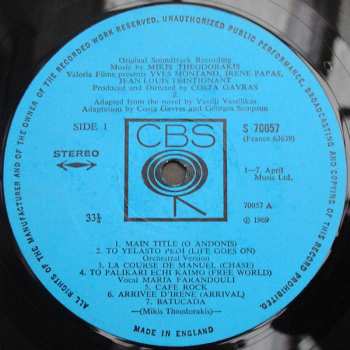 ALL RIGHTS OF THE MANUFACTURER AND OF THE OWNER OF THE RECORDED WORK RESERVED. UNAUTHORIZED PUBLIC PERFORMANCE, BROADCASTING AND COPYING OF THIS RECORD PROHIBITED.
Original Soundtrack Recording
Music by MIKIS THEODORAKIS
Valoria Films presents YVES MONTAND, IRENE PAPAS,
JEAN LOUIS TRINTIGNANT
Produced and Directed by COSTA GAVRAS
Z
Adapted from the novel by Vassili Vassilikos
Adaptation by Costa Gavras and Georges Semprun
SIDE 1
CBS
S 70057
(France 63639)
STEREO
1—7, April
Music Ltd.
33⅓
70057 A
℗ 1969
1. MAIN TITLE (O ANDONIS)
2. TO YELASTO PEDI (LIFE GOES ON)
Orchestral Version
3. LA COURSE DE MANUEL (CHASE)
4. TO PALIKARI ECHI KAIMO (FREE WORLD)
Vocal MARIA FARANDOULI
5. CAFE ROCK
6. ARRIVEE D'IRENE (ARRIVAL)
7. BATUCADA
—(Mikis Theodorakis)—
MADE IN ENGLAND